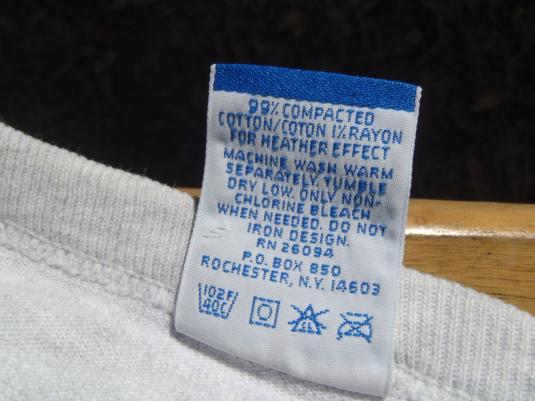 99% COMPACTED
COTTON/COTON 1% RAYON
FOR HEATHER EFFECT
MACHINE WASH WARM
SEPARATELY. TUMBLE
DRY LOW. ONLY NON-
CHLORINE BLEACH
WHEN NEEDED. DO NOT
IRON DESIGN.
RN 26094
P.O. BOX 850
ROCHESTER, N.Y. 14603
102F
40C
CL